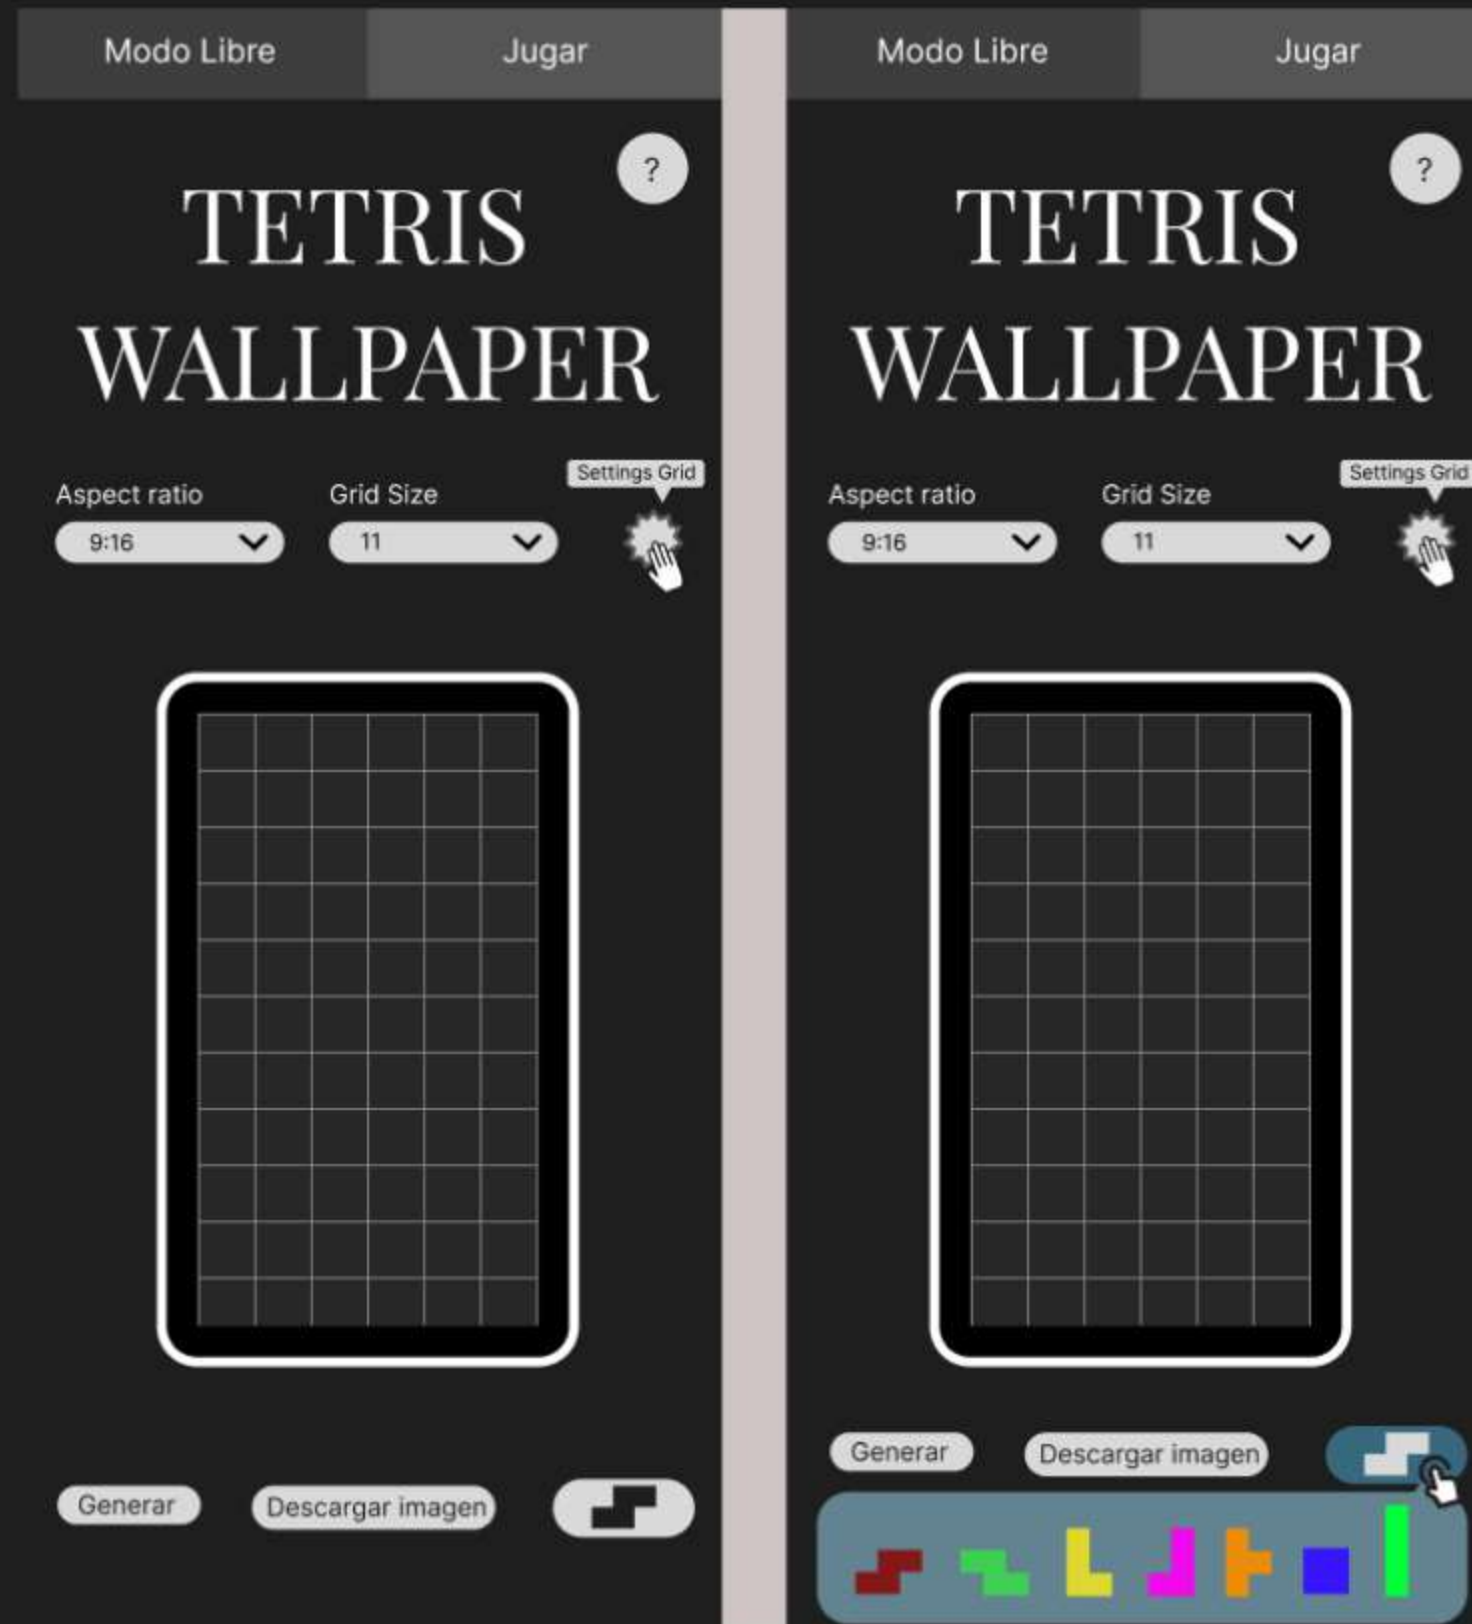 Modo Libre
Jugar
?
TETRIS
WALLPAPER
Settings Grid
Aspect ratio
Grid Size
9:16
11
Generar
Descargar imagen
Modo Libre
Jugar
?
TETRIS
WALLPAPER
Settings Grid
Aspect ratio
Grid Size
9:16
11
Generar
Descargar imagen